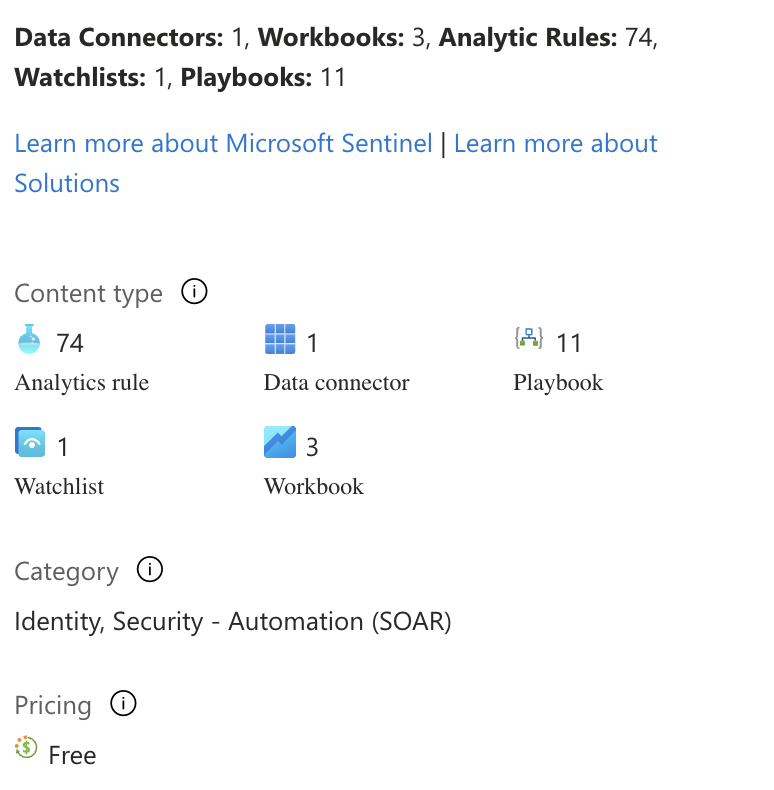 Data Connectors: 1, Workbooks: 3, Analytic Rules: 74,
Watchlists: 1, Playbooks: 11
Learn more about Microsoft Sentinel | Learn more about
Solutions
Content type
74
Analytics rule
1
Data connector
11
Playbook
1
Watchlist
3
Workbook
Category
Identity, Security - Automation (SOAR)
Pricing
Free